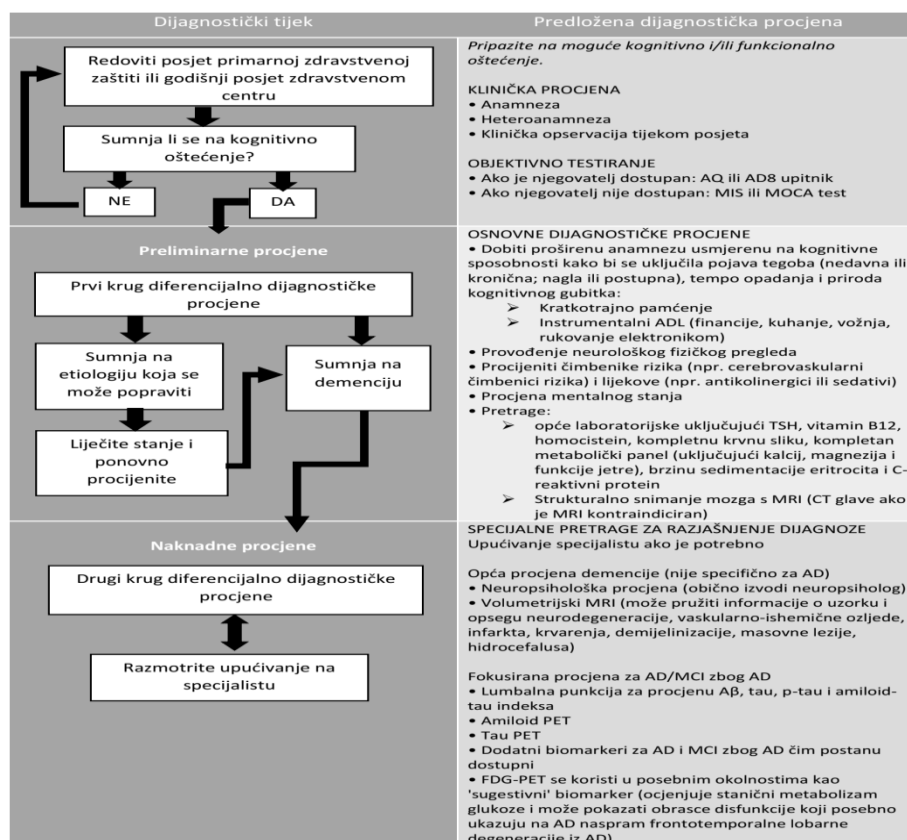 Dijagnostički tijek
Redoviti posjet primarnoj zdravstvenoj
zaštiti ili godišnji posjet zdravstvenom
centru
Sumnja li se na kognitivno
oštećenje?
NE
DA
Preliminarne procjene
Prvi krug diferencijalno dijagnostičke
procjene
Sumnja na
etiologiju koja se
može popraviti
Sumnja na
demenciju
Liječite stanje i
ponovno
procijenite
Naknadne procjene
Drugi krug diferencijalno dijagnostičke
procjene
Razmotrite upućivanje na
specijalistu
Predložena dijagnostička procjena
Pripazite na moguće kognitivno i/ili funkcionalno
oštećenje.
KLINIČKA PROCJENA
• Anamneza
• Heteroanamneza
• Klinička opservacija tijekom posjeta
OBJEKTIVNO TESTIRANJE
• Ako je njegovatelj dostupan: AQ ili AD8 upitnik
• Ako njegovatelj nije dostupan: MIS ili MOCA test
OSNOVNE DIJAGNOSTIČKE PROCJENE
• Dobiti proširenu anamnezu usmjerenu na kognitivne
sposobnosti kako bi se uključila pojava tegoba (nedavna ili
kronična; nagla ili postupna), tempo opadanja i priroda
kognitivnog gubitka:
➢ Kratkotrajno pamćenje
➢ Instrumentalni ADL (financije, kuhanje, vožnja,
rukovanje elektronikom)
• Provođenje neurološkog fizičkog pregleda
• Procijeniti čimbenike rizika (npr. cerebrovaskularni
čimbenici rizika) i lijekove (npr. antikolinergici ili sedativi)
• Procjena mentalnog stanja
• Pretrage:
➢ opće laboratorijske uključujući TSH, vitamin B12,
homocistein, kompletnu krvnu sliku, kompletan
metabolički panel (uključujući kalcij, magnezija i
funkcije jetre), brzinu sedimentacije eritrocita i C-
reaktivni protein
➢ Strukturalno snimanje mozga s MRI (CT glave ako
je MRI kontraindiciran)
SPECIJALNE PRETRAGE ZA RAZJAŠNJENJE DIJAGNOZE
Upućivanje specijalistu ako je potrebno
Opća procjena demencije (nije specifično za AD)
• Neuropsihološka procjena (obično izvodi neuropsiholog)
• Volumetrijski MRI (može pružiti informacije o uzorku i
opsegu neurodegeneracije, vaskularno-ishemične ozljede,
infarkta, krvarenja, demijelinizacije, masovne lezije,
hidrocefalusa)
Fokusirana procjena za AD/MCI zbog AD
• Lumbalna punkcija za procjenu Aβ, tau, p-tau i amiloid-
tau indeksa
• Amiloid PET
• Tau PET
• Dodatni biomarkeri za AD i MCI zbog AD čim postanu
dostupni
• FDG-PET se koristi u posebnim okolnostima kao
'sugestivni' biomarker (ocjenjuje stanični metabolizam
glukoze i može pokazati obrasce disfunkcije koji posebno
ukazuju na AD naspram frontotemporalne lobarne
degeneracije iz AD)